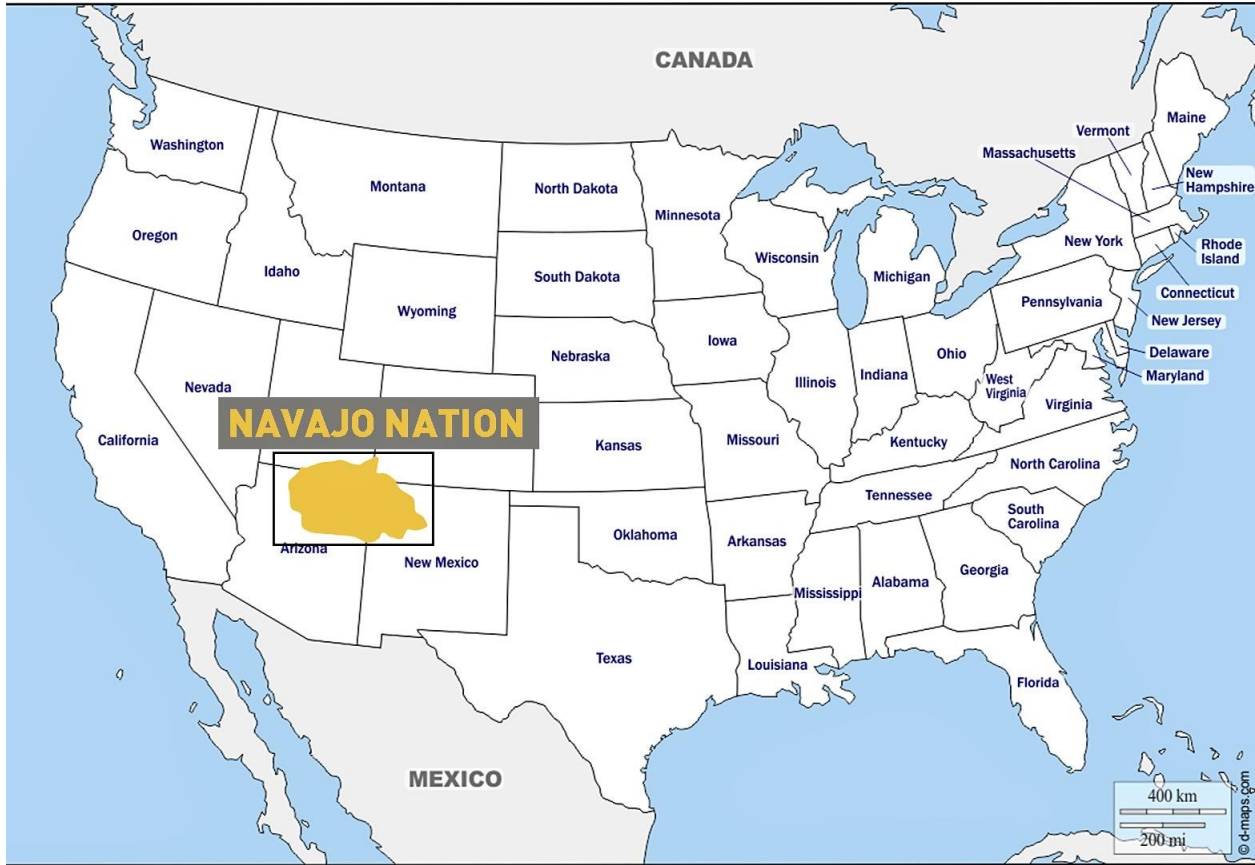 CANADA
Maine
Vermont
Massachusetts
Washington
New
Hampshire
Montana
North Dakota
Minnesota
Oregon
New York
Rhode
Island
Wisconsin
Idaho
South Dakota
Michigan
Connecticut
Wyoming
Pennsylvania
New Jersey
Iowa
Ohio
Delaware
Nebraska
Maryland
Indiana
Illinois
West
Virginia
Nevada
Virginia
NAVAJO NATION
California
Kansas
Missouri
Kentucky
North Carolina
Tennessee
South
Carolina
Oklahoma
Arkansas
Arizona
New Mexico
Georgia
Alabama
Mississippi
Texas
Louisiana
Florida
MEXICO
400 km
200 mi
© d-maps.com